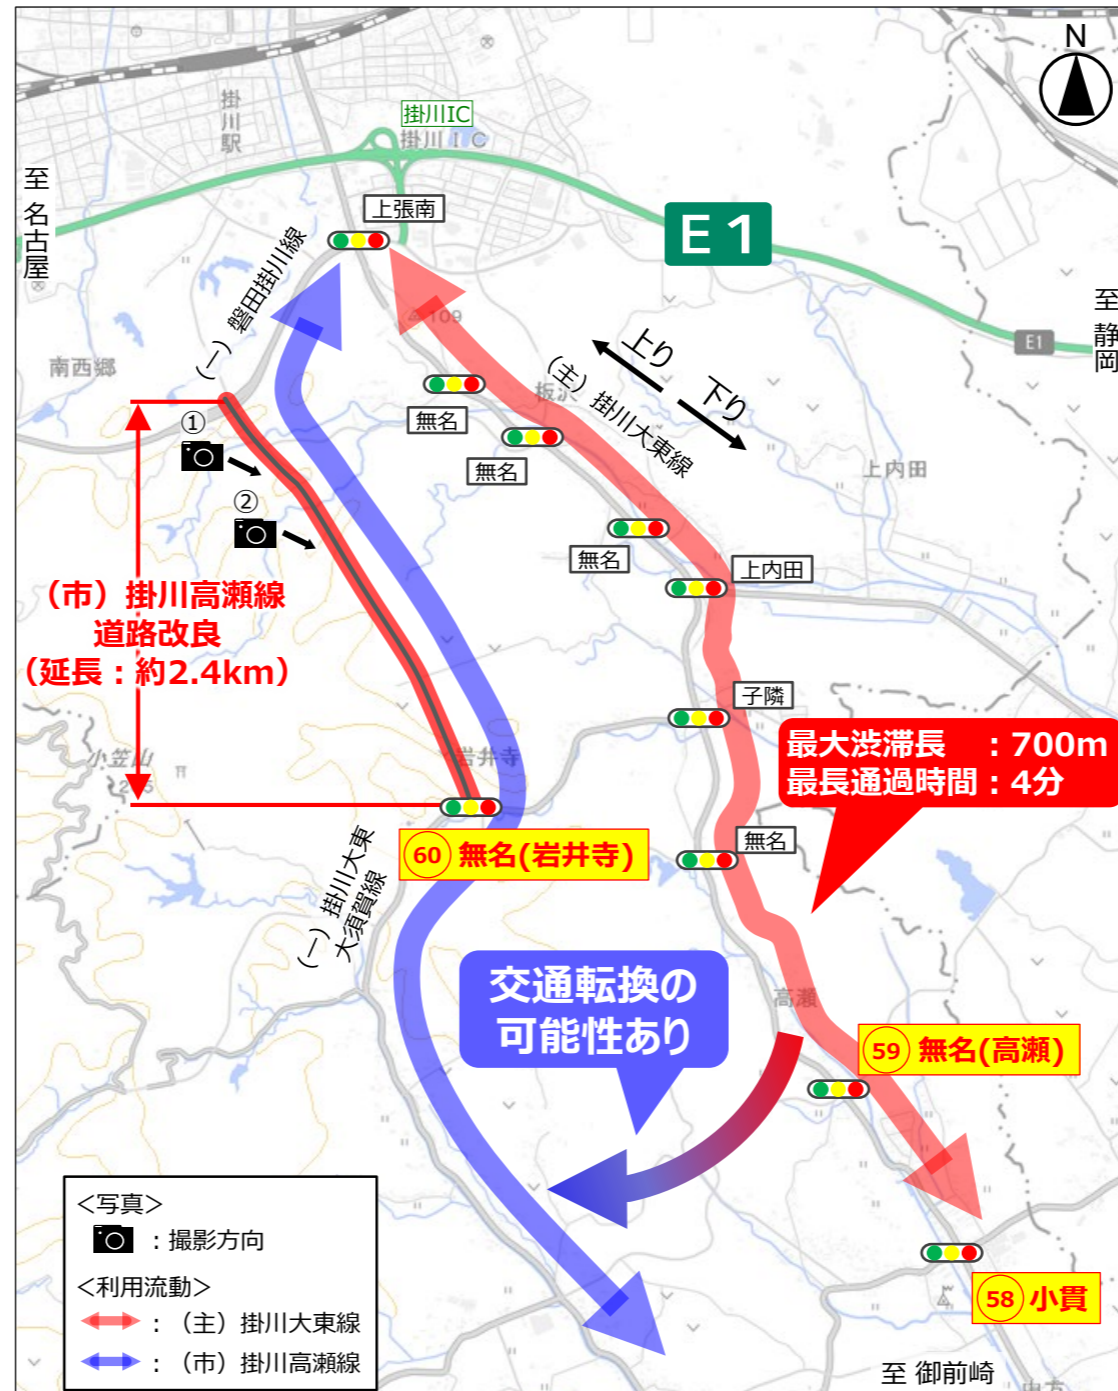 N
掛川駅
掛川IC
掛川IC
至 名古屋
上張南
E1
至 静岡
E1
(一)磐田掛川線
109
南西郷
上り
下り
(主)掛川大東線
板沢
無名
無名
上内田
①
②
無名
上内田
(市)掛川高瀬線
道路改良
(延長:約2.4km)
子隣
最大渋滞長 :700m
最長通過時間:4分
小笠山
岩井寺
60 無名(岩井寺)
無名
(一)掛川大東
大須賀線
交通転換の
可能性あり
高瀬
59 無名(高瀬)
<写真>
:撮影方向
<利用流動>
:(主)掛川大東線
:(市)掛川高瀬線
58 小貫
至 御前崎